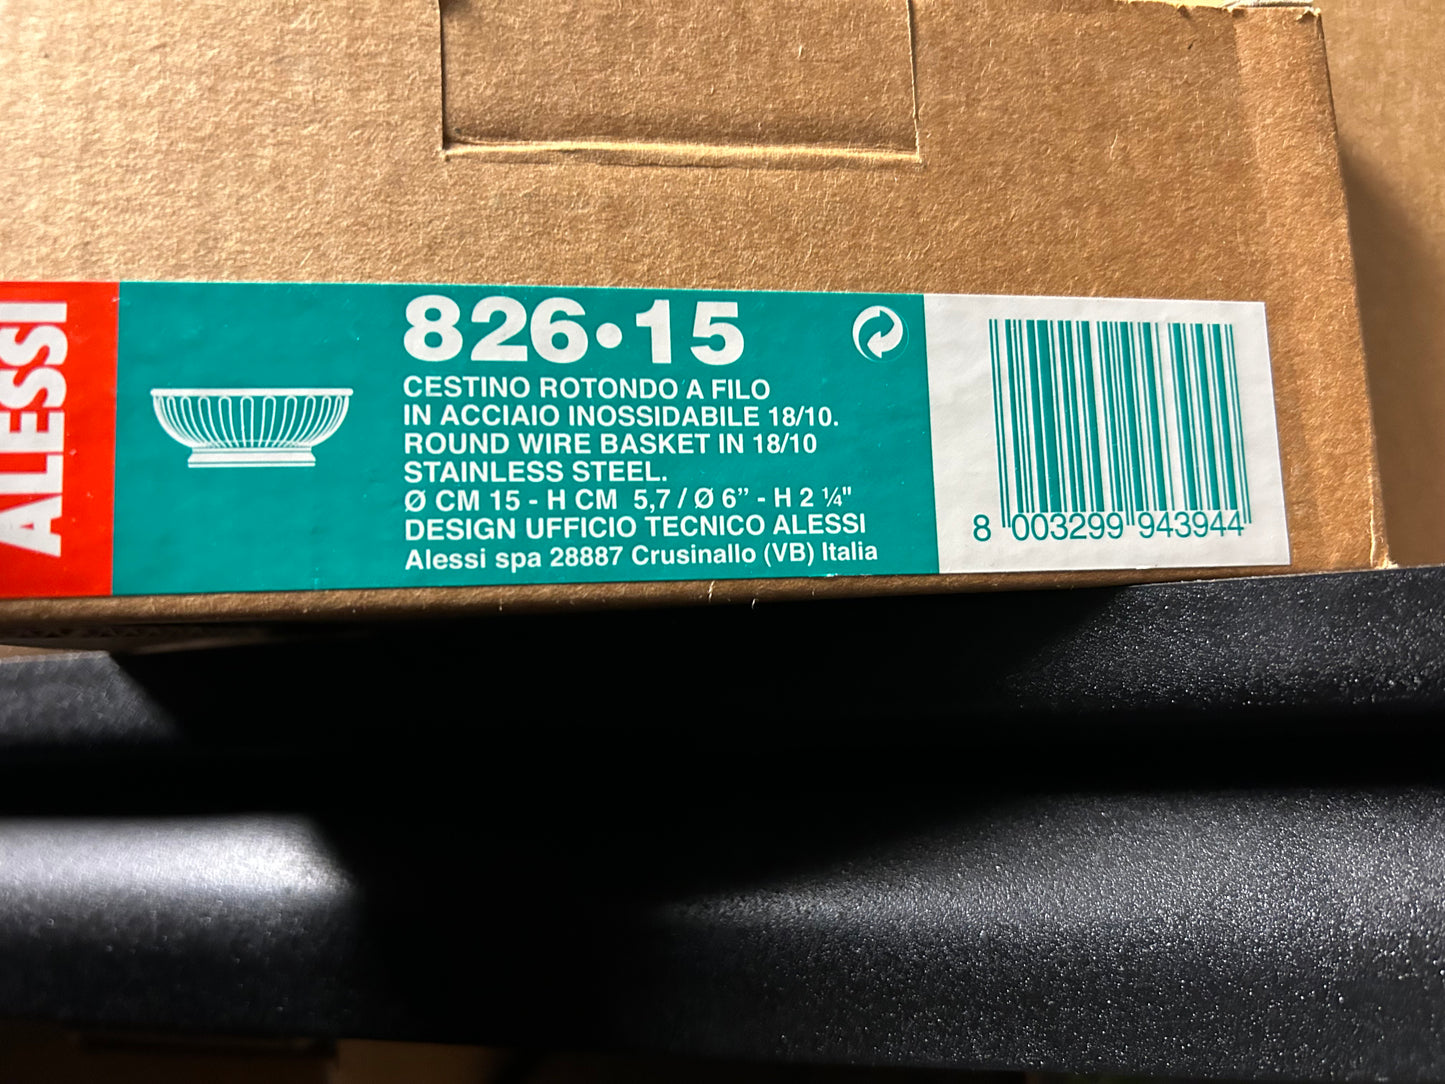 ALESSI
826•15
CESTINO ROTONDO A FILO
IN ACCIAIO INOSSIDABILE 18/10.
ROUND WIRE BASKET IN 18/10
STAINLESS STEEL.
Ø CM 15 - H CM 5,7 / Ø 6” - H 2 ¼"
DESIGN UFFICIO TECNICO ALESSI
Alessi spa 28887 Crusinallo (VB) Italia
8 003299 943944